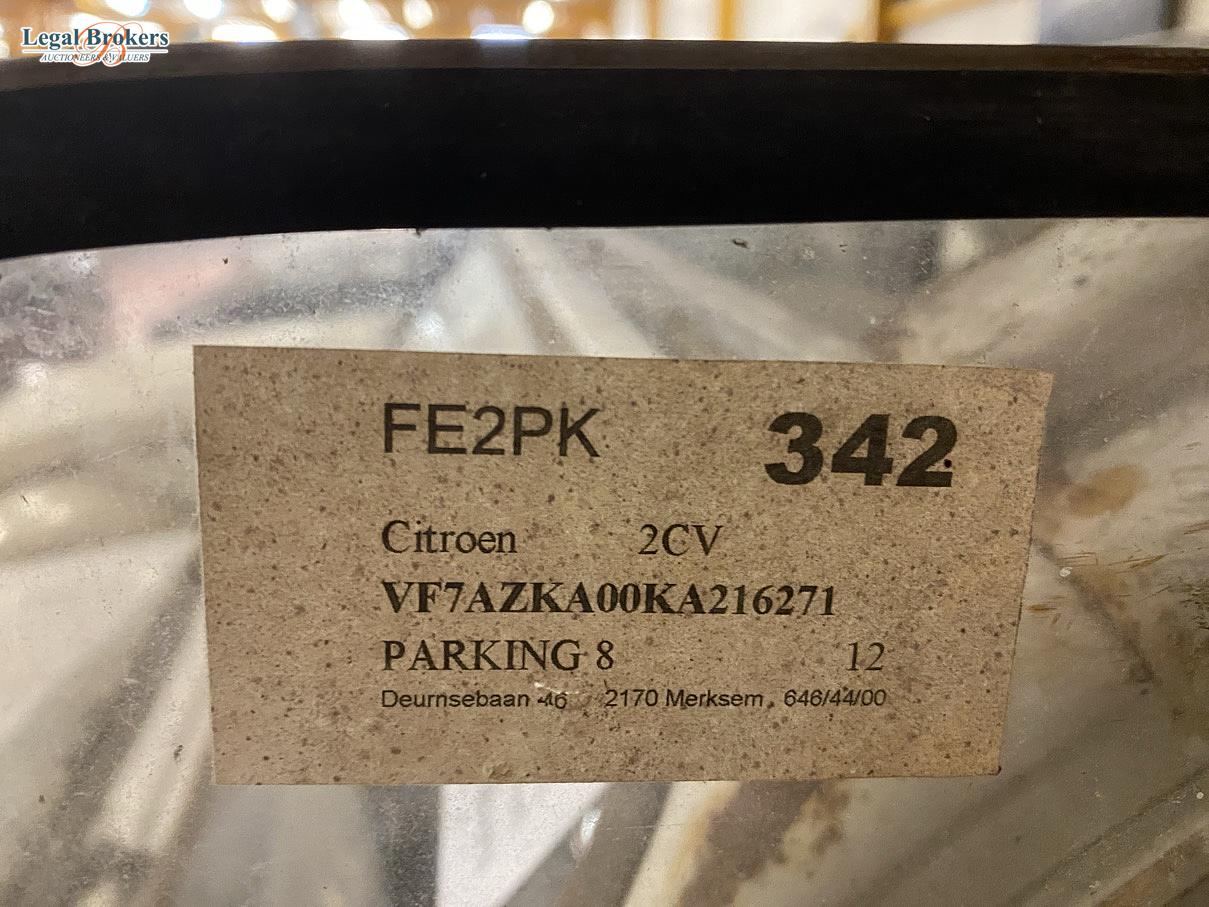 Legal Brokers
AUCTIONEERS & VALUERS
FE2PK 342
Citroen 2CV
VF7AZKA00KA216271
PARKING 8 12
Deurnsebaan 46 2170 Merksem 646/44/00